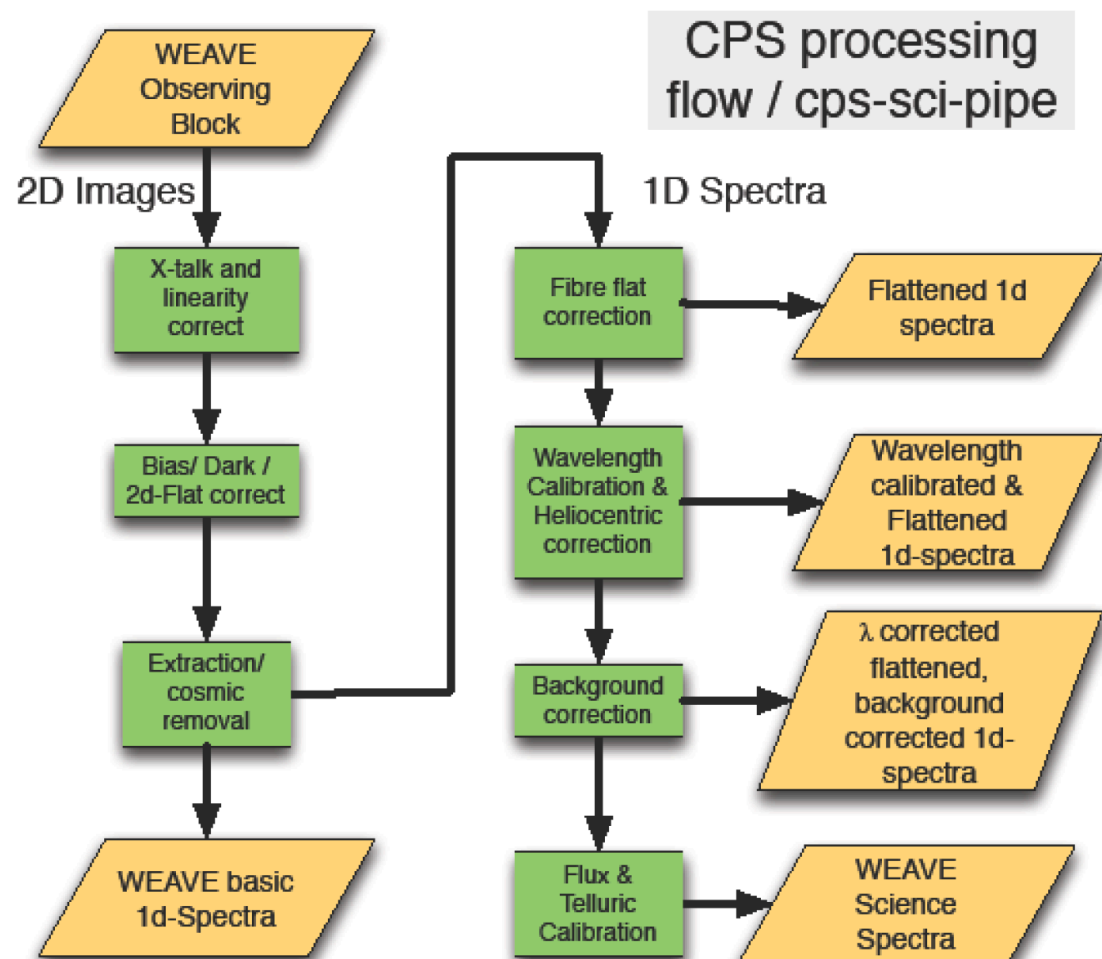 CPS processing
flow / cps-sci-pipe
WEAVE
Observing
Block
2D Images
X-talk and
linearity
correct
Bias/ Dark /
2d-Flat correct
Extraction/
cosmic
removal
WEAVE basic
1d-Spectra
1D Spectra
Fibre flat
correction
Flattened 1d
spectra
Wavelength
Calibration &
Heliocentric
correction
Wavelength
calibrated &
Flattened
1d-spectra
Background
correction
λ corrected
flattened,
background
corrected 1d-
spectra
Flux &
Telluric
Calibration
WEAVE
Science
Spectra